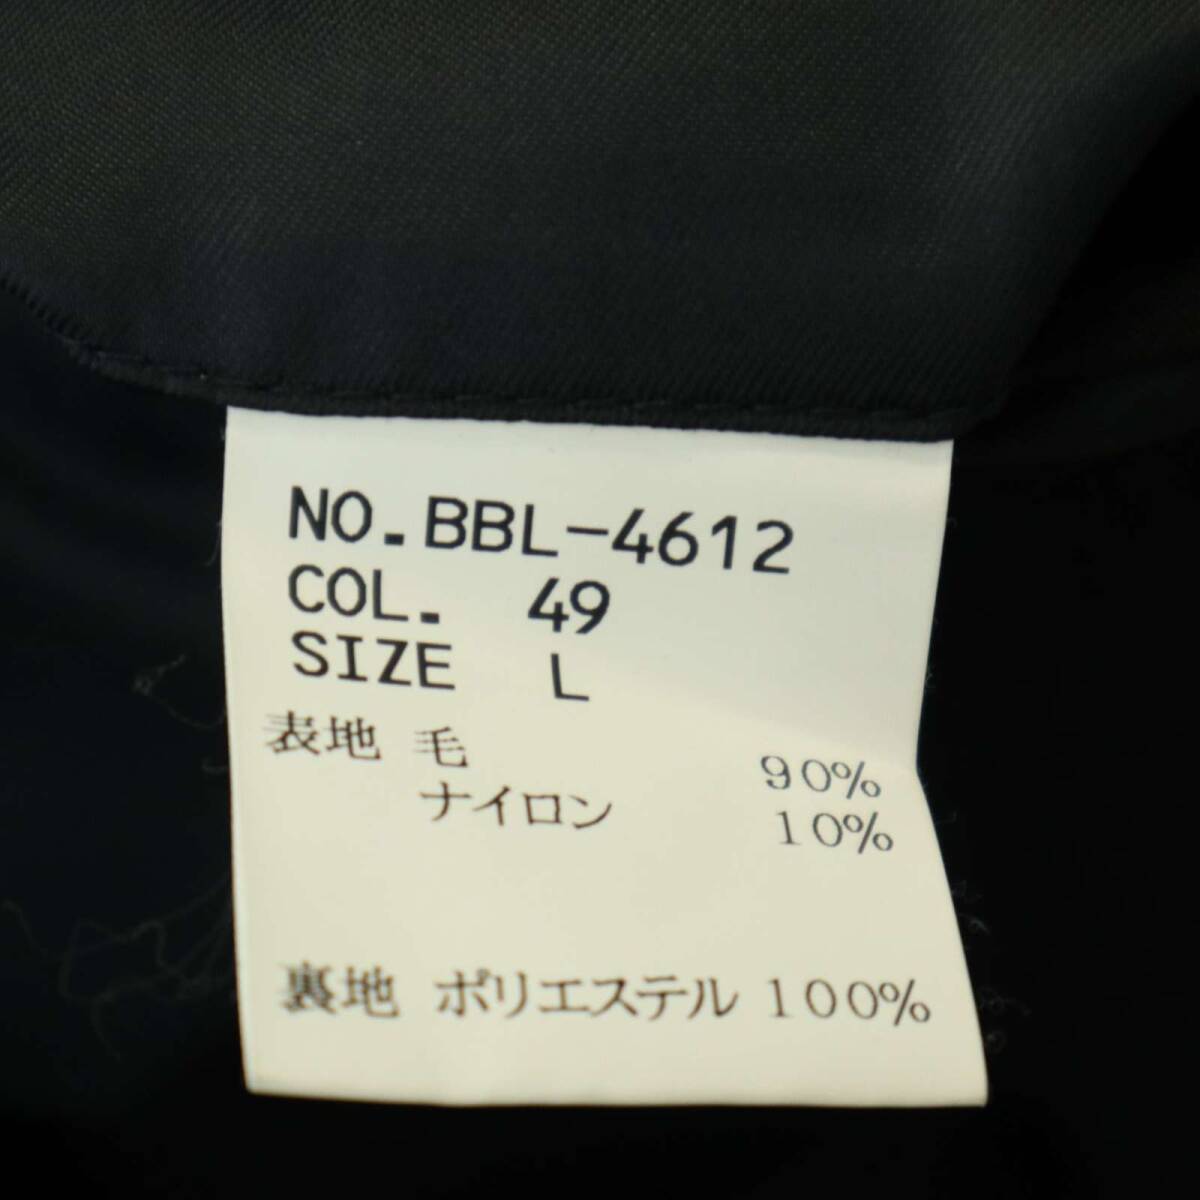 NO.BBL-4612
COL. 49
SIZE L
表地 毛 90%
ナイロン 10%
裏地 ポリエステル 100%